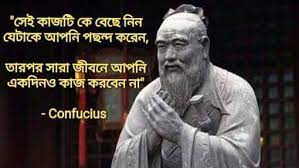 "সেই কাজটি কে বেছে নিন
যেটাকে আপনি পছন্দ করেন,
তারপর সারা জীবনে আপনি
একদিনও কাজ করবেন না"
- Confucius